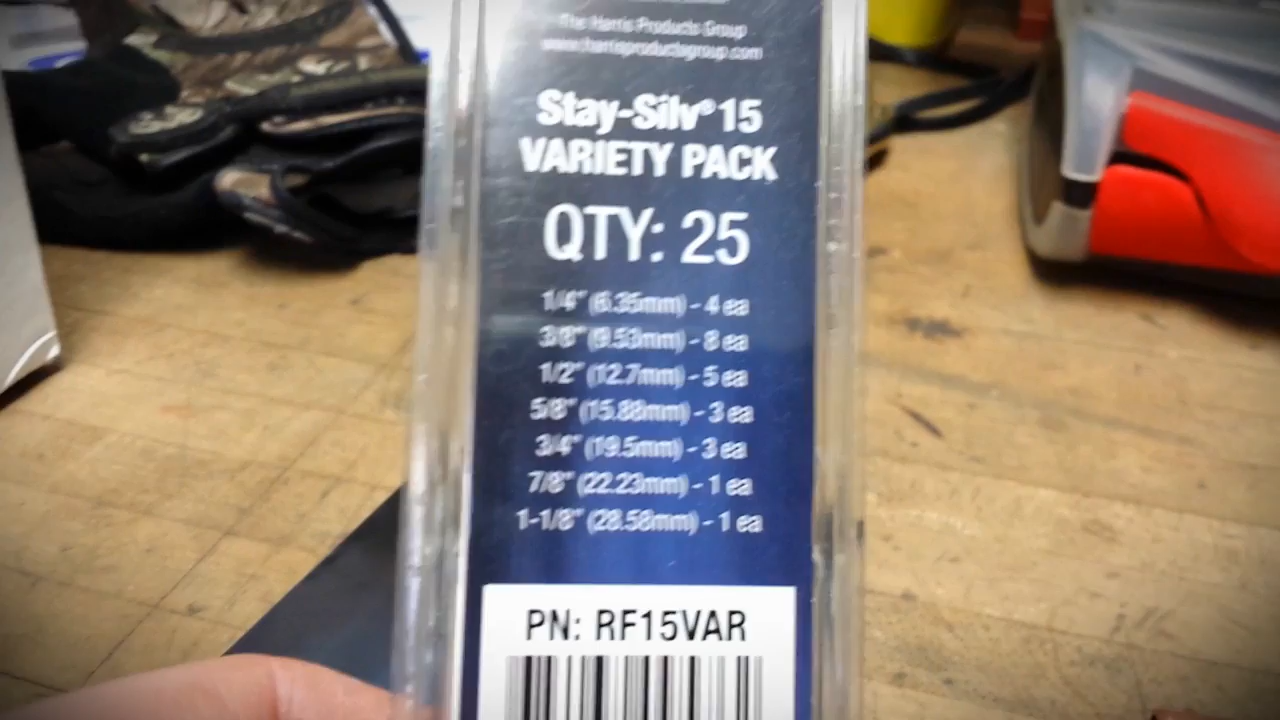 The Harris Products Group
www.harrisproductsgroup.com
Stay-Silv® 15
VARIETY PACK
QTY: 25
1/4" (6.35mm) - 4 ea
3/8" (9.53mm) - 8 ea
1/2" (12.7mm) - 5 ea
5/8" (15.88mm) - 3 ea
3/4" (19.5mm) - 3 ea
7/8" (22.23mm) - 1 ea
1-1/8" (28.58mm) - 1 ea
PN: RF15VAR